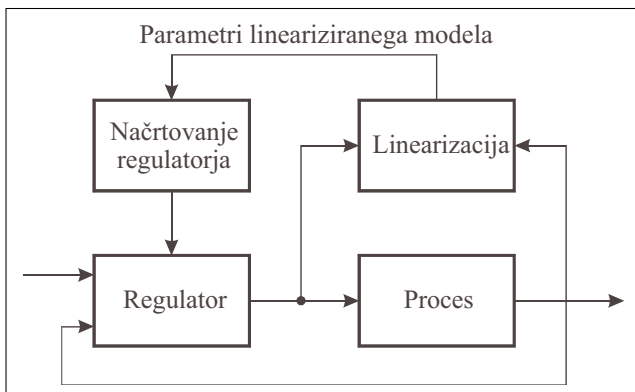 Parametri lineariziranega modela
Načrtovanje
regulatorja
Linearizacija
Regulator
Proces